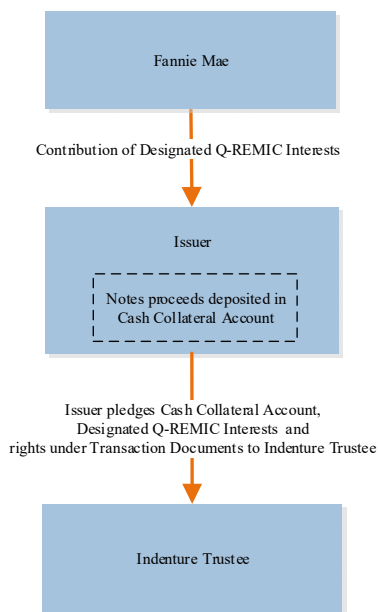 Fannie Mae
Contribution of Designated Q-REMIC Interests
Issuer
Notes proceeds deposited in
Cash Collateral Account
Issuer pledges Cash Collateral Account,
Designated Q-REMIC Interests and
rights under Transaction Documents to Indenture Trustee
Indenture Trustee